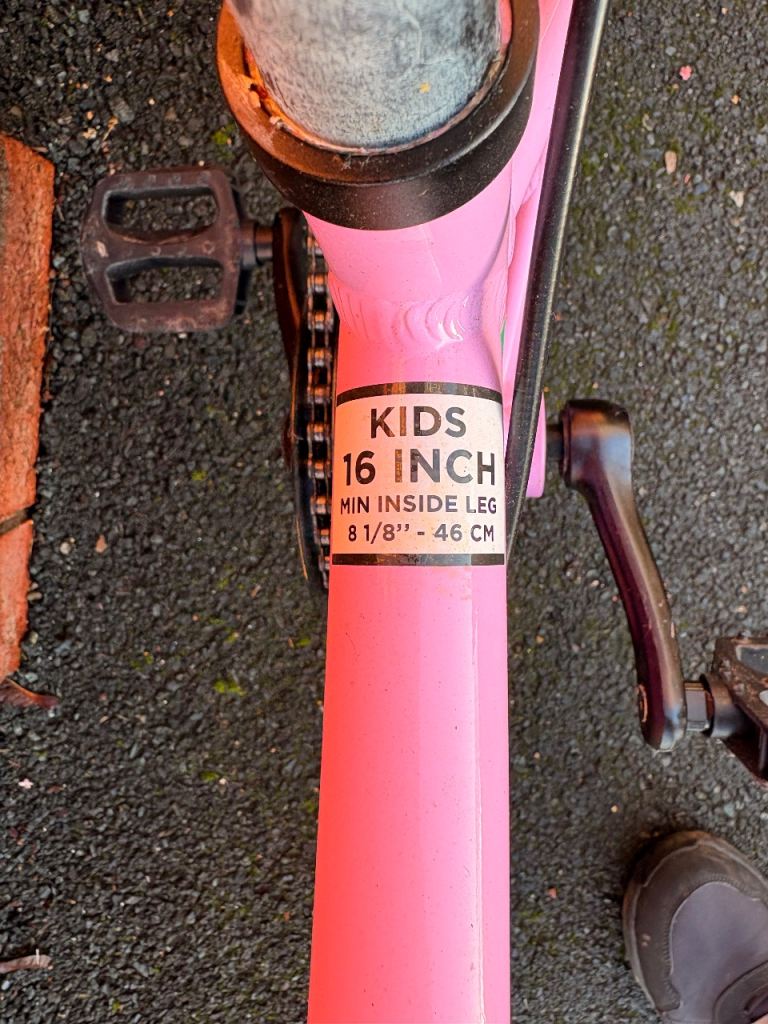 KIDS
16 INCH
MIN INSIDE LEG
8 1/8’’ - 46 CM